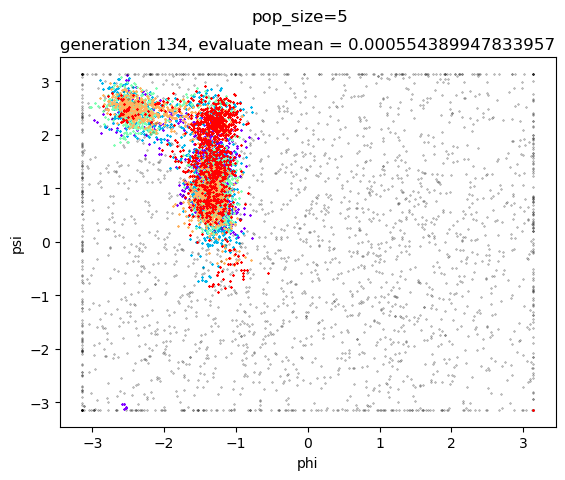 pop_size=5
generation 134, evaluate mean = 0.000554389947833957
3
2
1
0
−1
−2
−3
psi
−3 −2 −1 0 1 2 3
phi